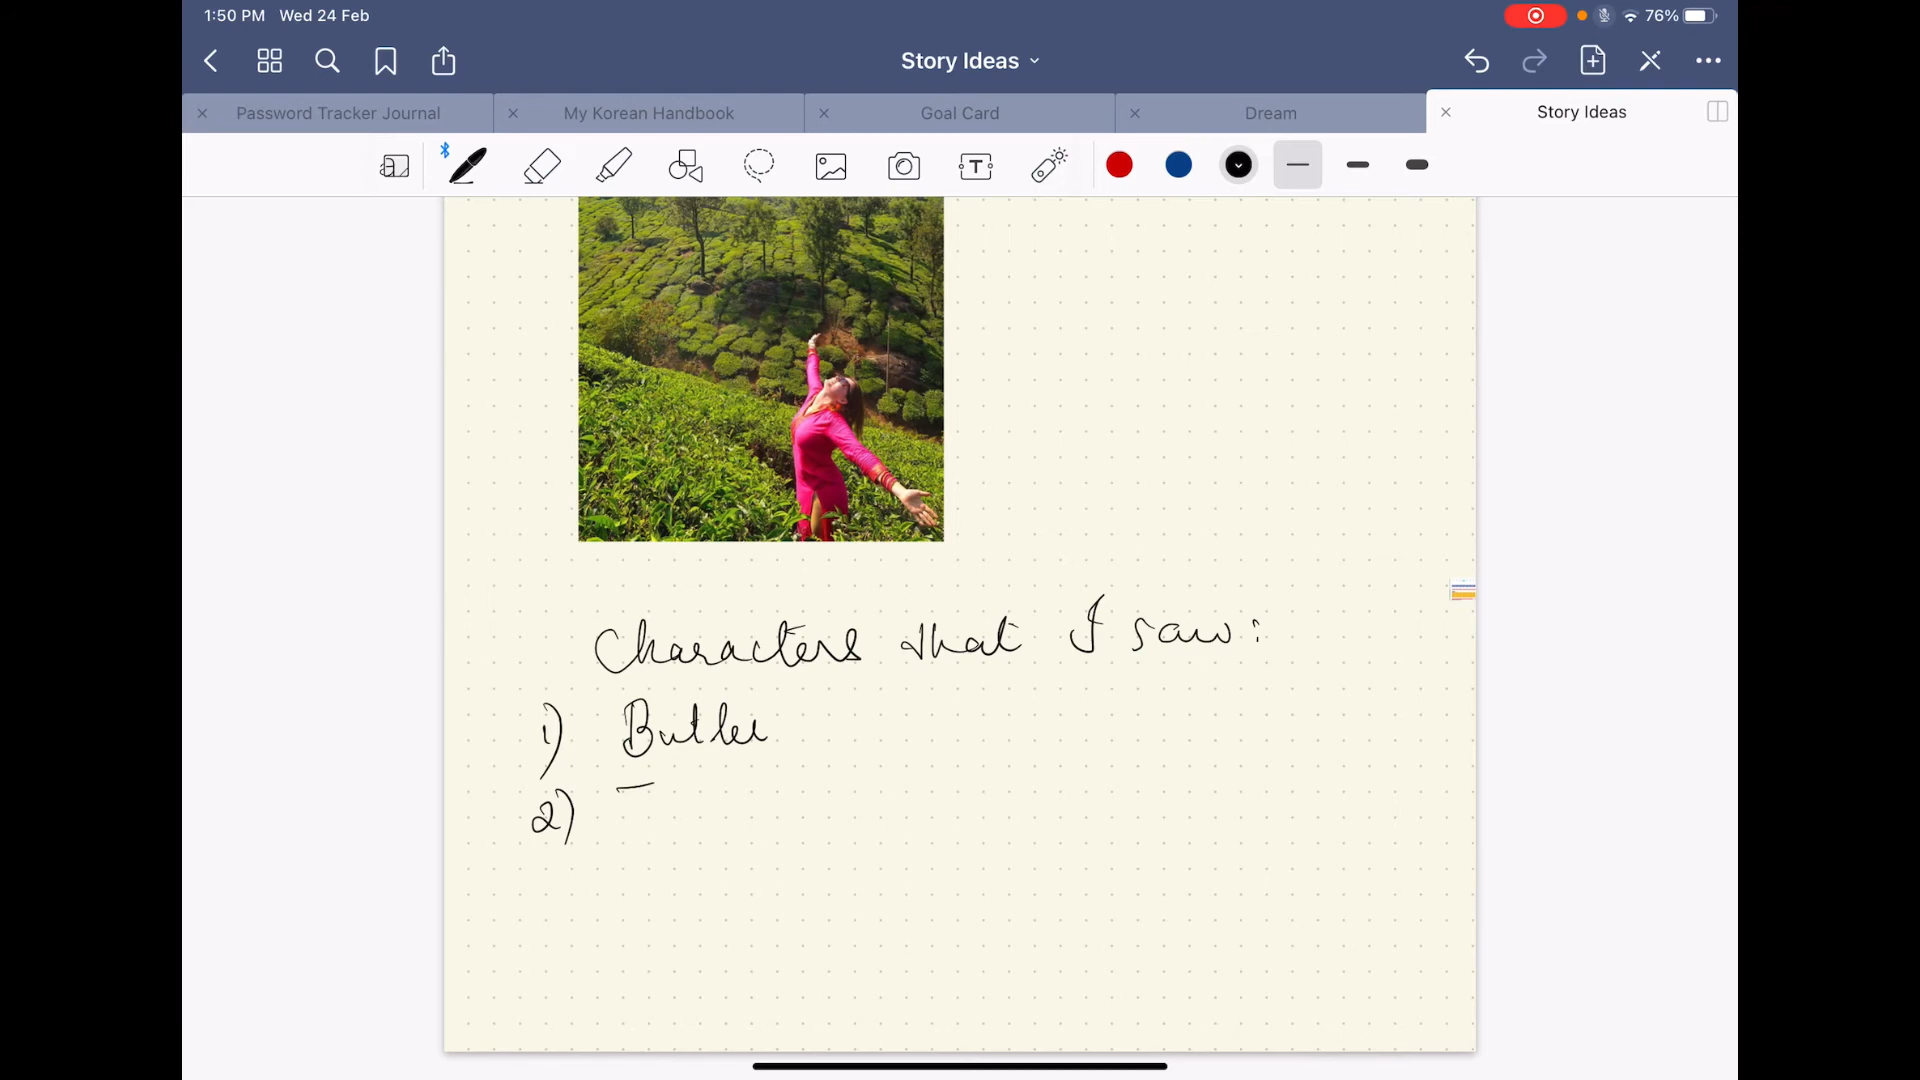 1:50 PM Wed 24 Feb
76%
Story Ideas
Password Tracker Journal
My Korean Handbook
Goal Card
Dream
Story Ideas
T
Characters that I saw:
1) Butler
2)